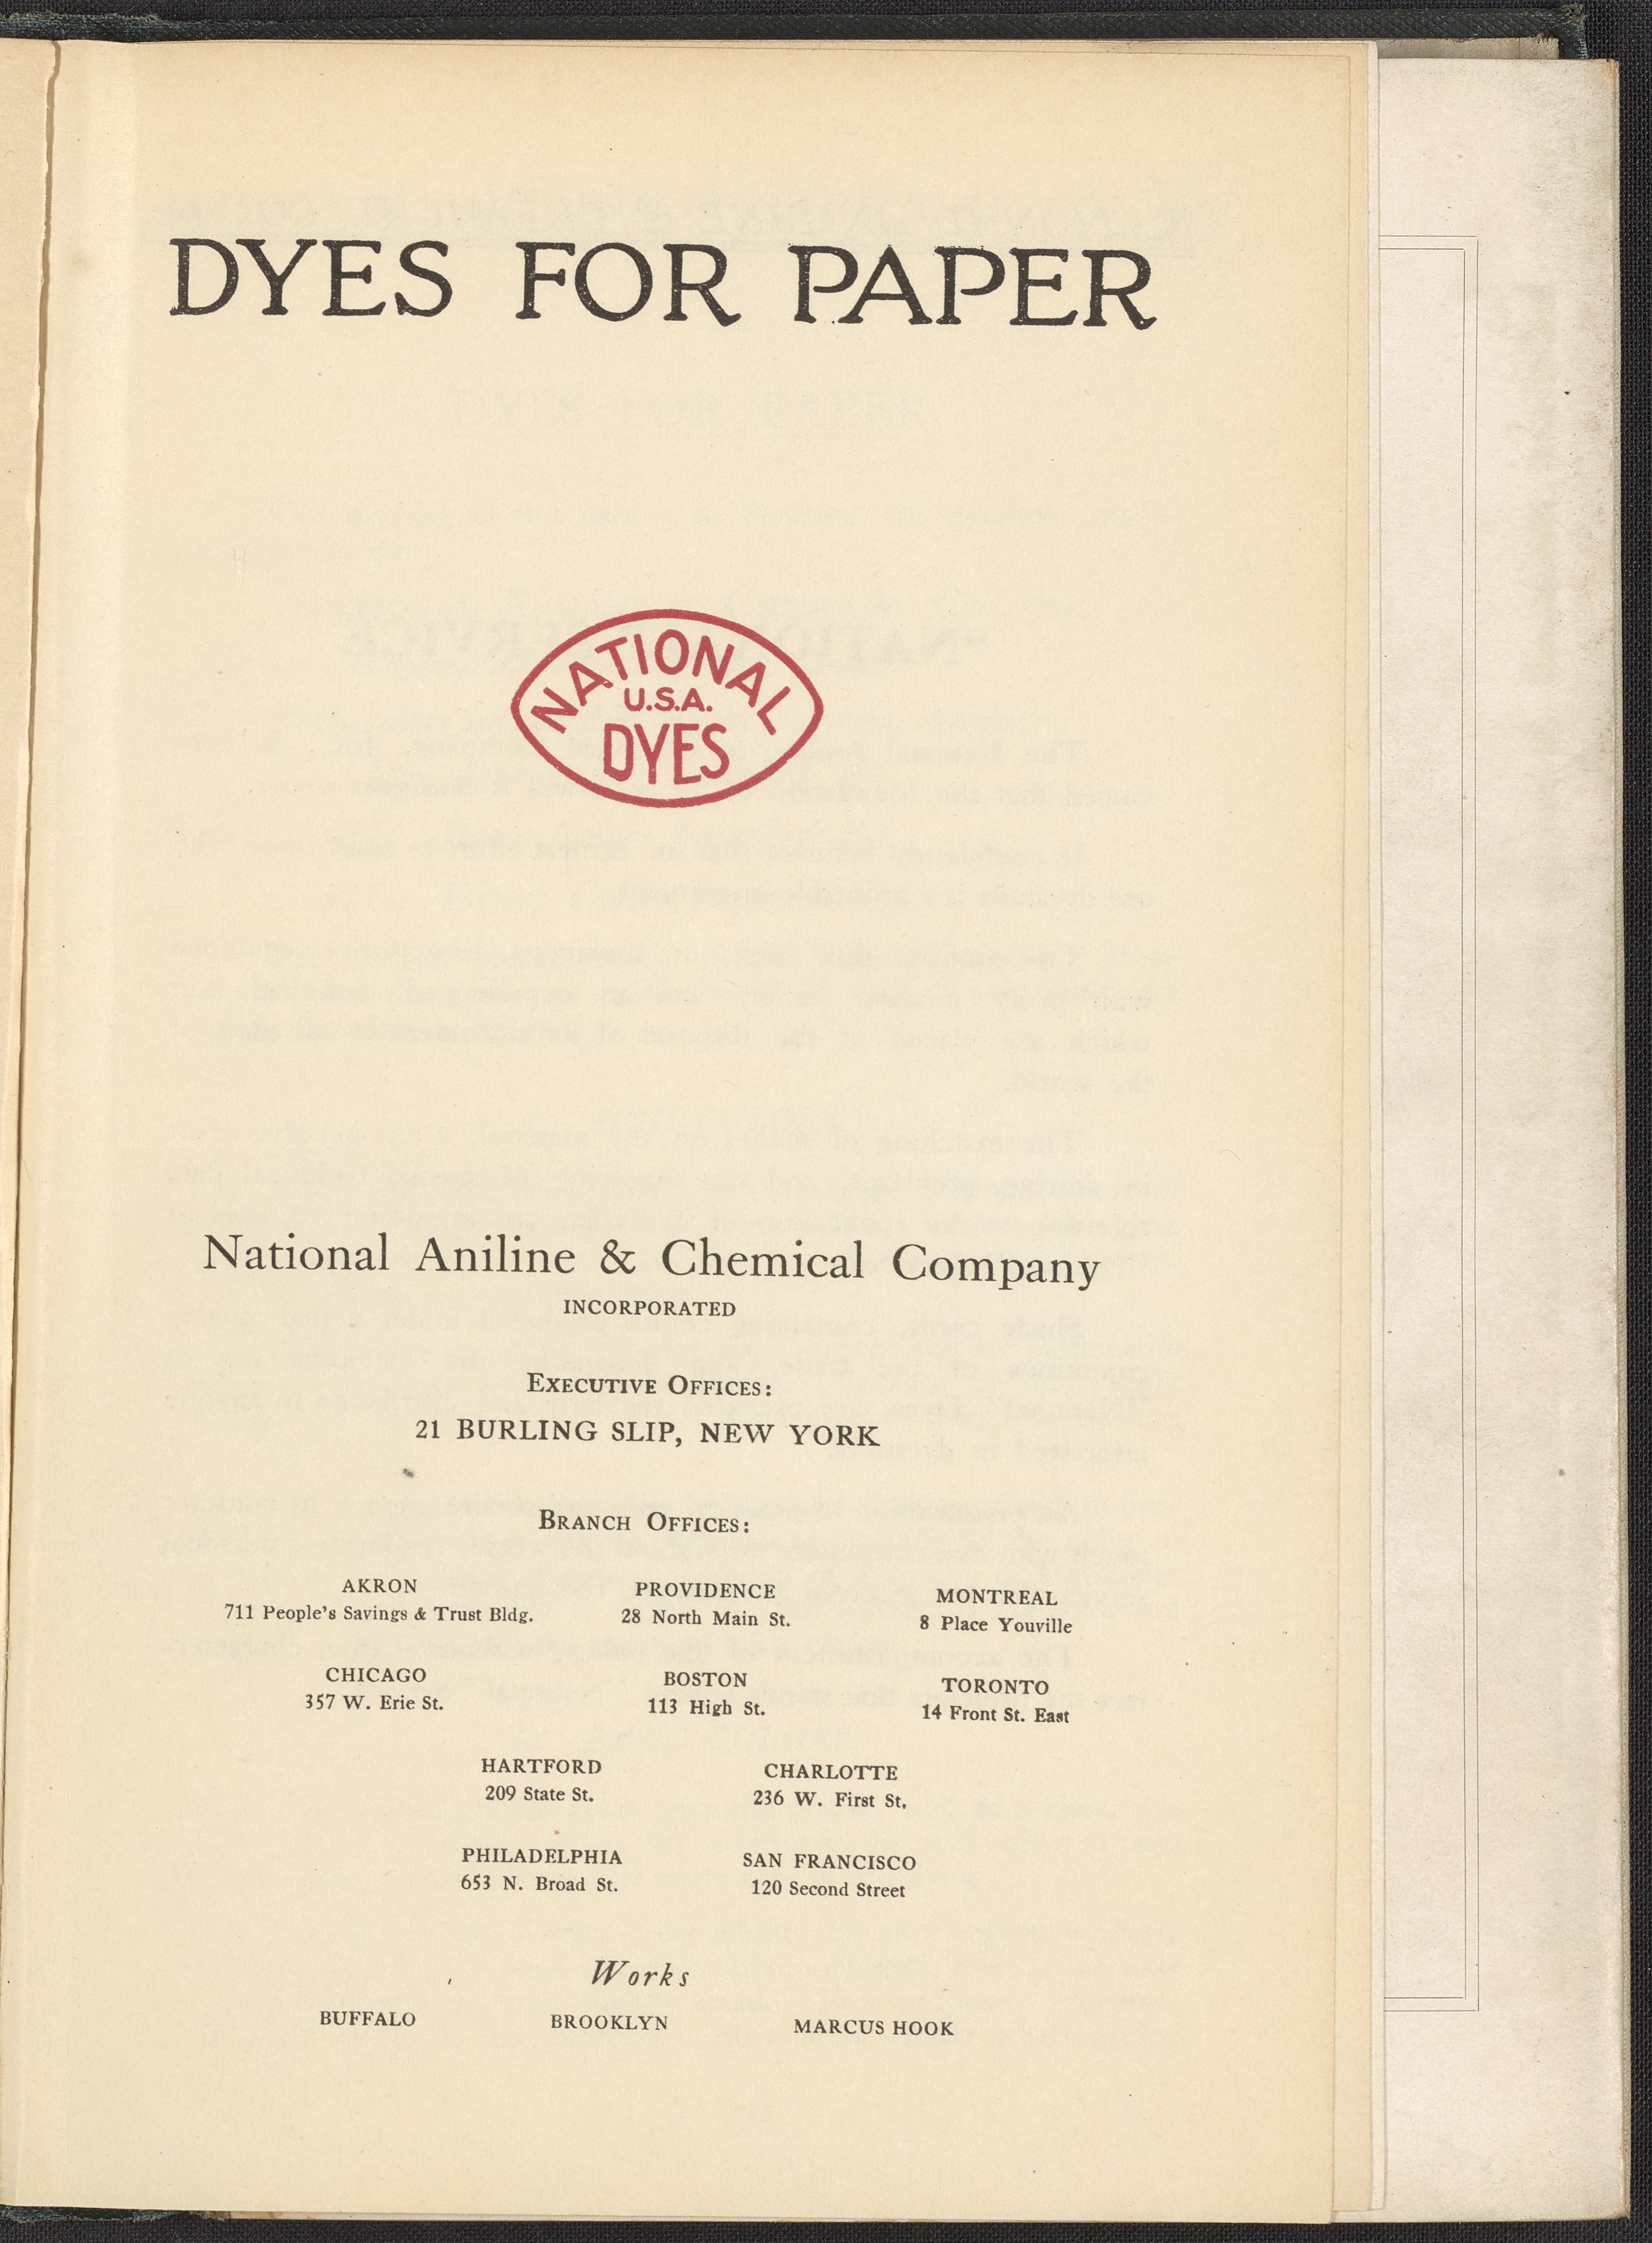 DYES FOR PAPER
NATIONAL
U.S.A.
DYES
National Aniline & Chemical Company
INCORPORATED
EXECUTIVE OFFICES:
21 BURLING SLIP, NEW YORK
BRANCH OFFICES:
AKRON PROVIDENCE MONTREAL
711 People's Savings & Trust Bldg. 28 North Main St. 8 Place Youville
CHICAGO BOSTON TORONTO
357 W. Erie St. 113 High St. 14 Front St. East
HARTFORD CHARLOTTE
209 State St. 236 W. First St.
PHILADELPHIA SAN FRANCISCO
653 N. Broad St. 120 Second Street
Works
BUFFALO BROOKLYN MARCUS HOOK